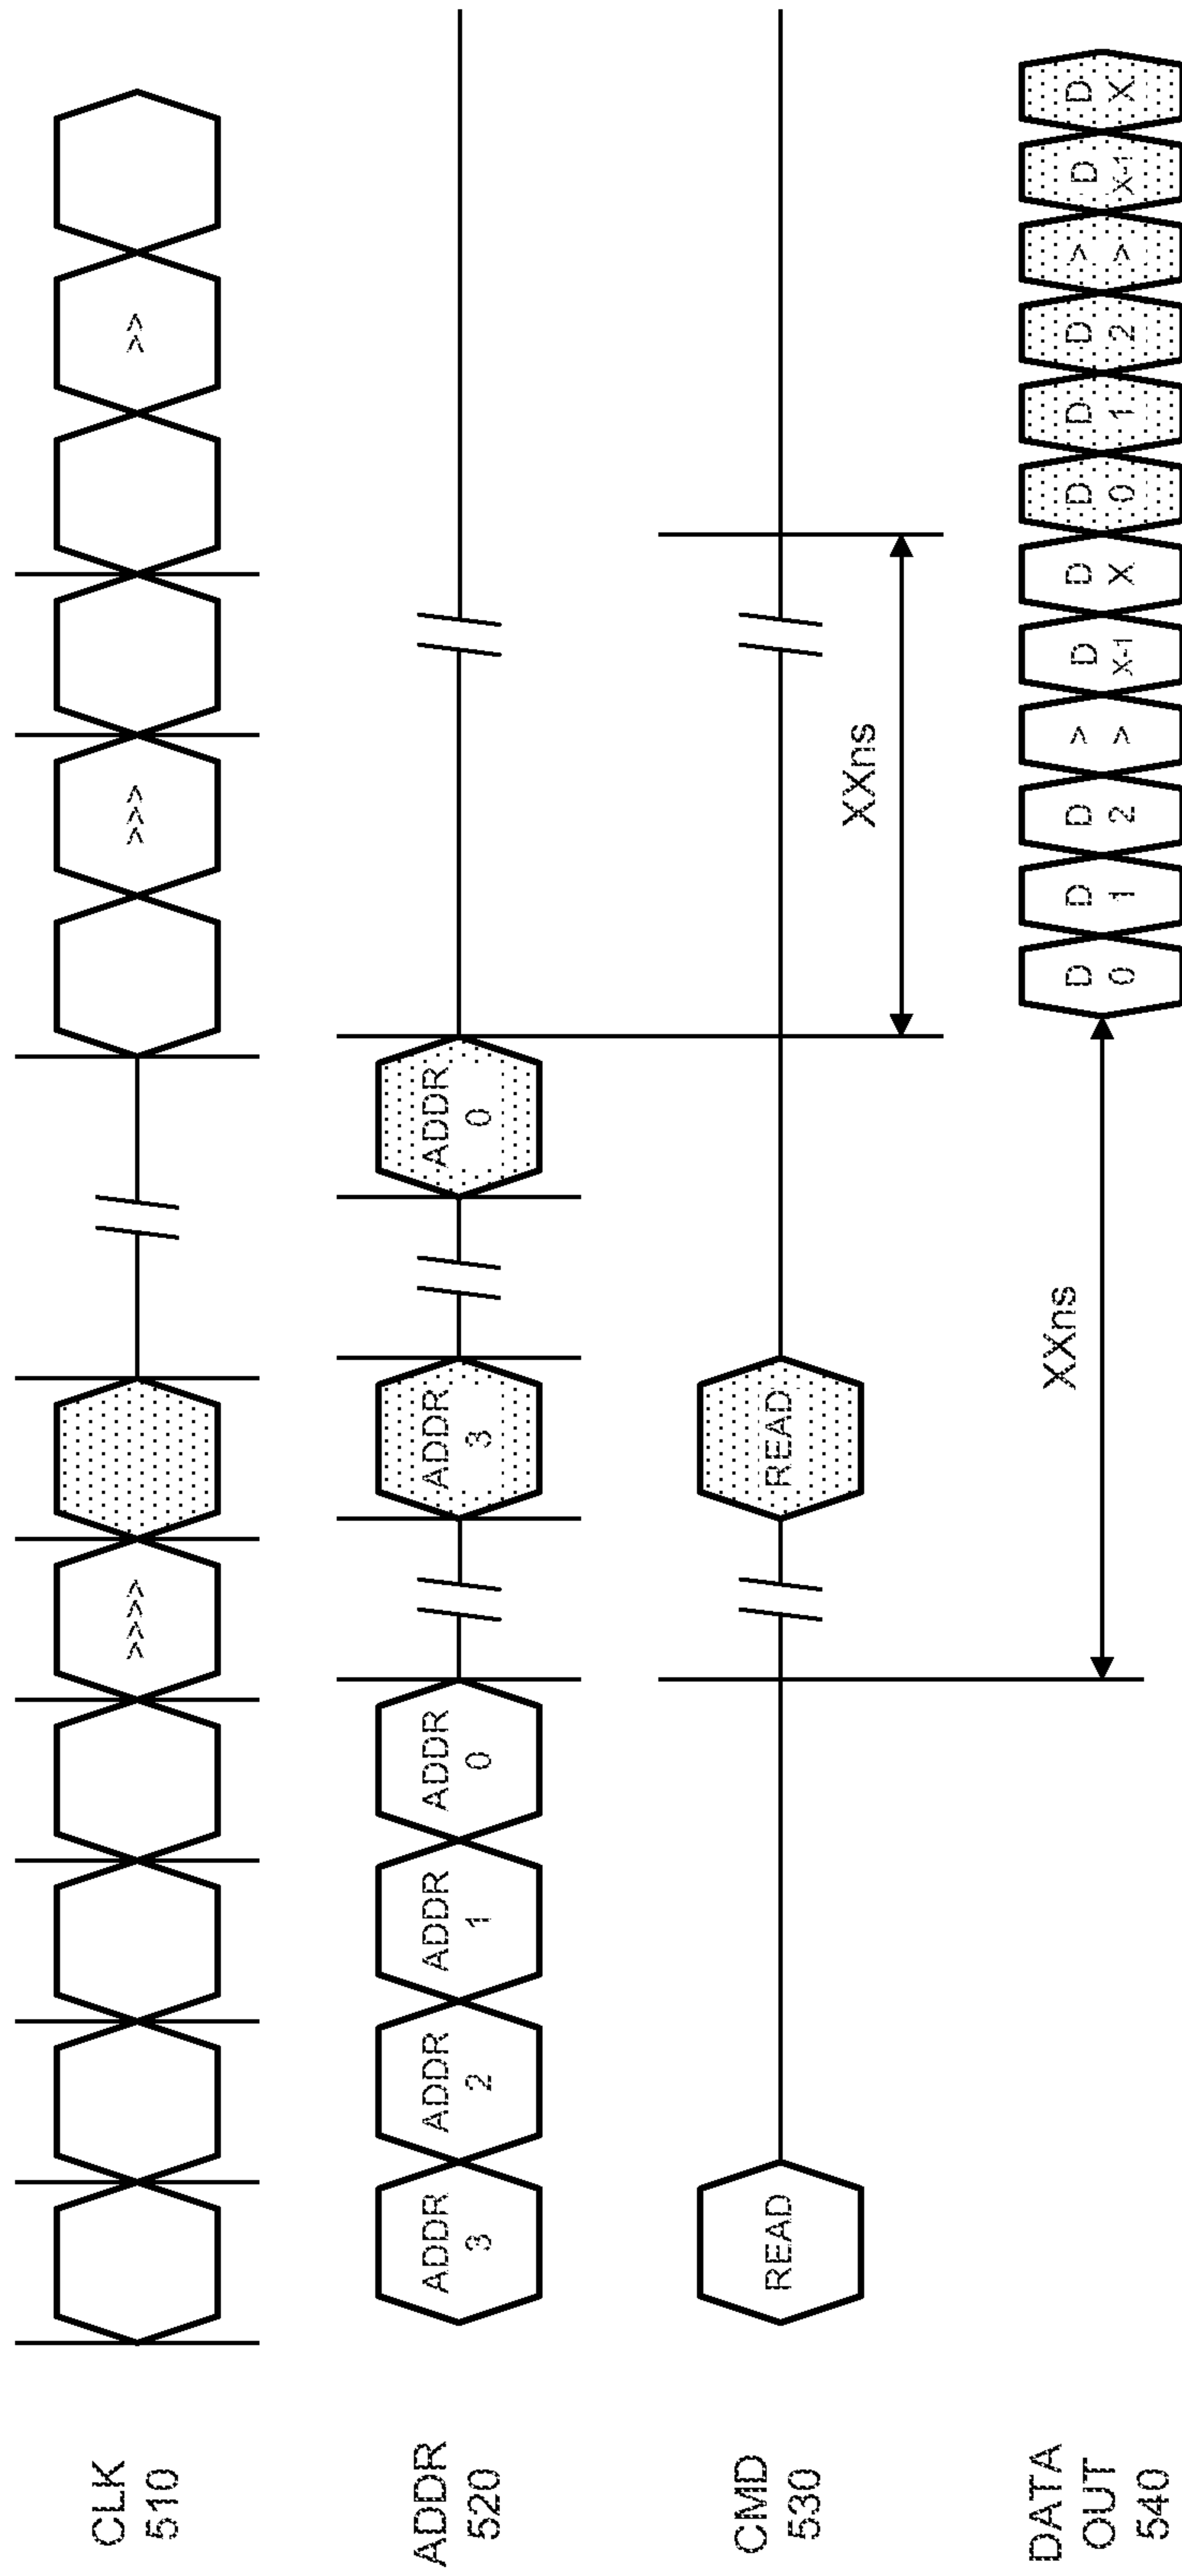 CLK
510
>>>>
>>>
>>
ADDR
520
ADDR
3
ADDR
2
ADDR
1
ADDR
0
ADDR
3
ADDR
0
CMD
530
READ
READ
XXns
DATA
OUT
540
XXns
D
0
D
1
D
2
>
>
D
X-1
D
X
D
0
D
1
D
2
>
>
D
X-1
D
X